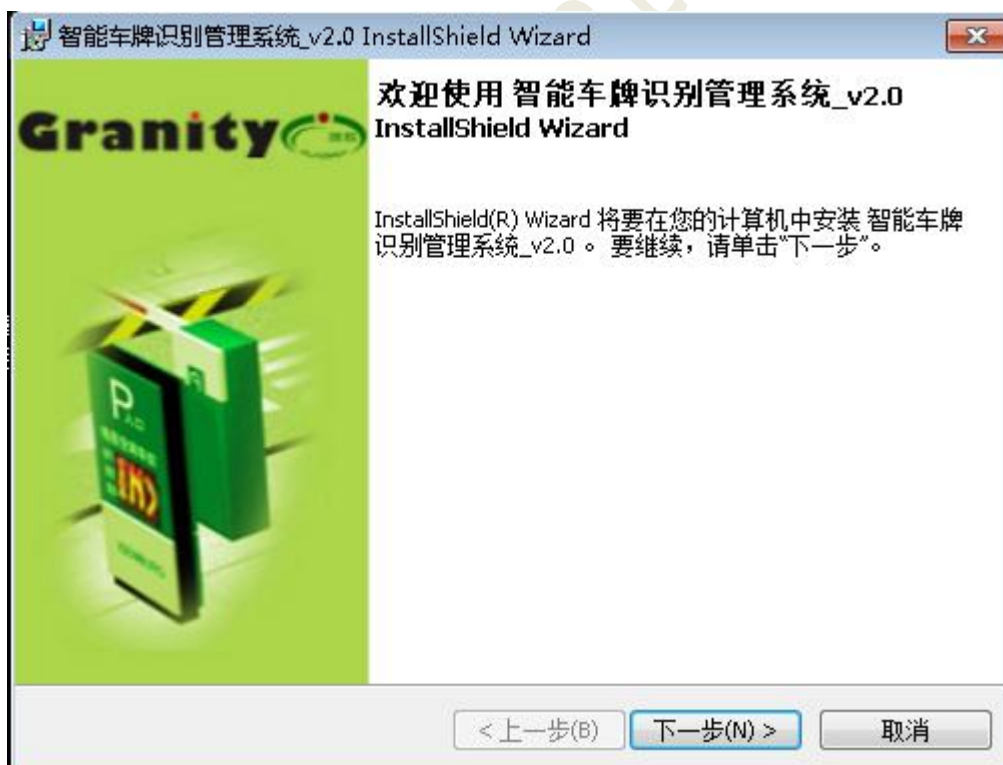 智能车牌识别管理系统_v2.0 InstallShield Wizard
Granity
欢迎使用 智能车牌识别管理系统_v2.0
InstallShield Wizard
InstallShield(R) Wizard 将要在您的计算机中安装 智能车牌
识别管理系统_v2.0 。 要继续，请单击“下一步”。
P
入口
<上一步(B)
下一步(N) >
取消